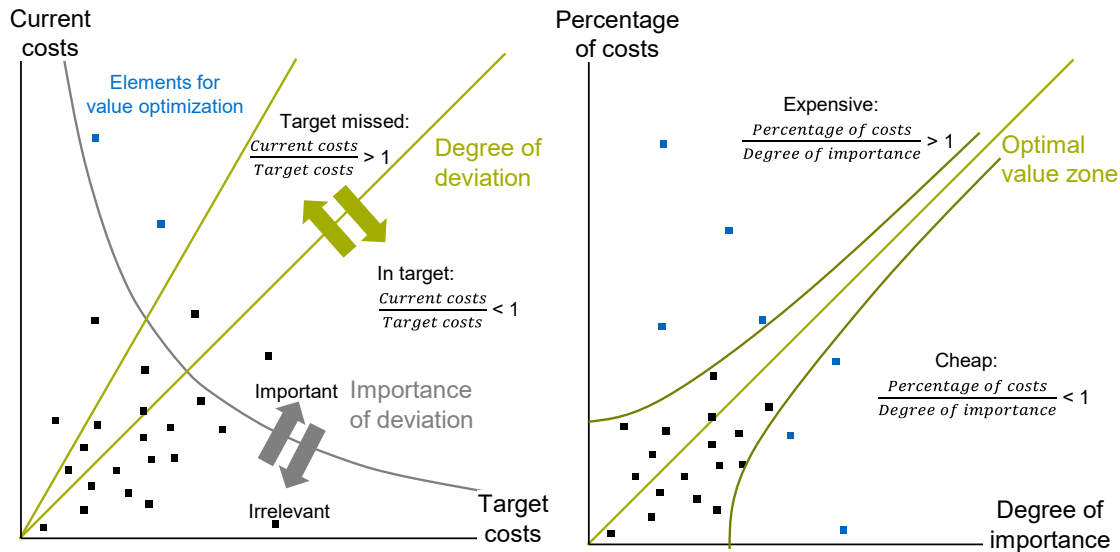 Current
costs
Elements for
value optimization
Target missed:
Current costs
Target costs
> 1
Degree of
deviation
In target:
Current costs
Target costs
< 1
Important
Importance
of deviation
Irrelevant
Target
costs
Percentage
of costs
Expensive:
Percentage of costs
Degree of importance
> 1
Optimal
value zone
Cheap:
Percentage of costs
Degree of importance
< 1
Degree of
importance